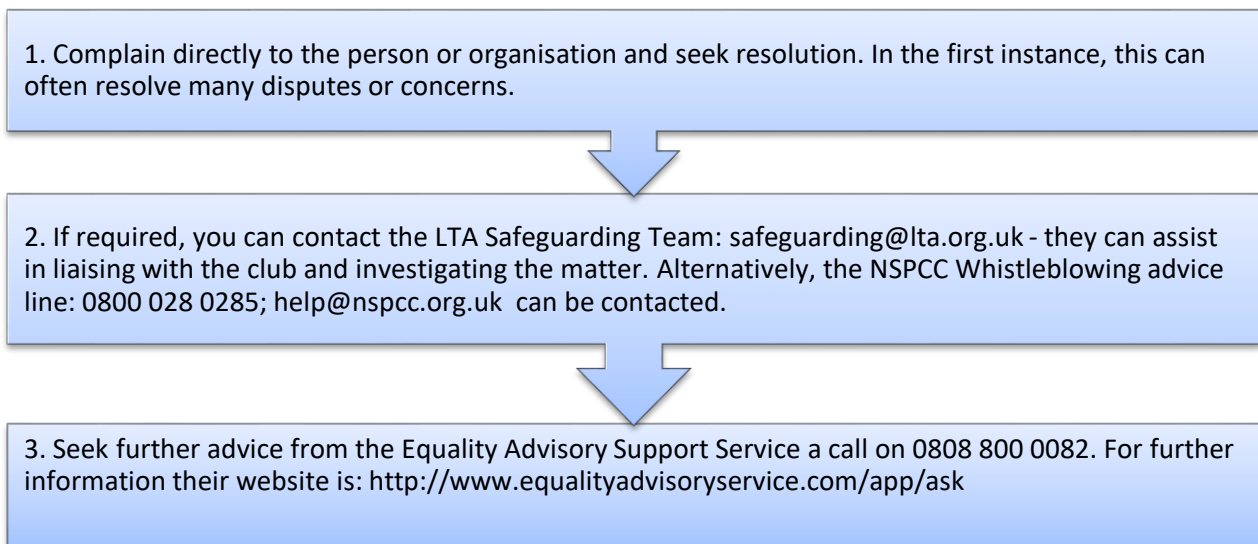 1. Complain directly to the person or organisation and seek resolution. In the first instance, this can
often resolve many disputes or concerns.
2. If required, you can contact the LTA Safeguarding Team: safeguarding@lta.org.uk - they can assist
in liaising with the club and investigating the matter. Alternatively, the NSPCC Whistleblowing advice
line: 0800 028 0285; help@nspcc.org.uk  can be contacted.
3. Seek further advice from the Equality Advisory Support Service a call on 0808 800 0082. For further
information their website is: http://www.equalityadvisoryservice.com/app/ask